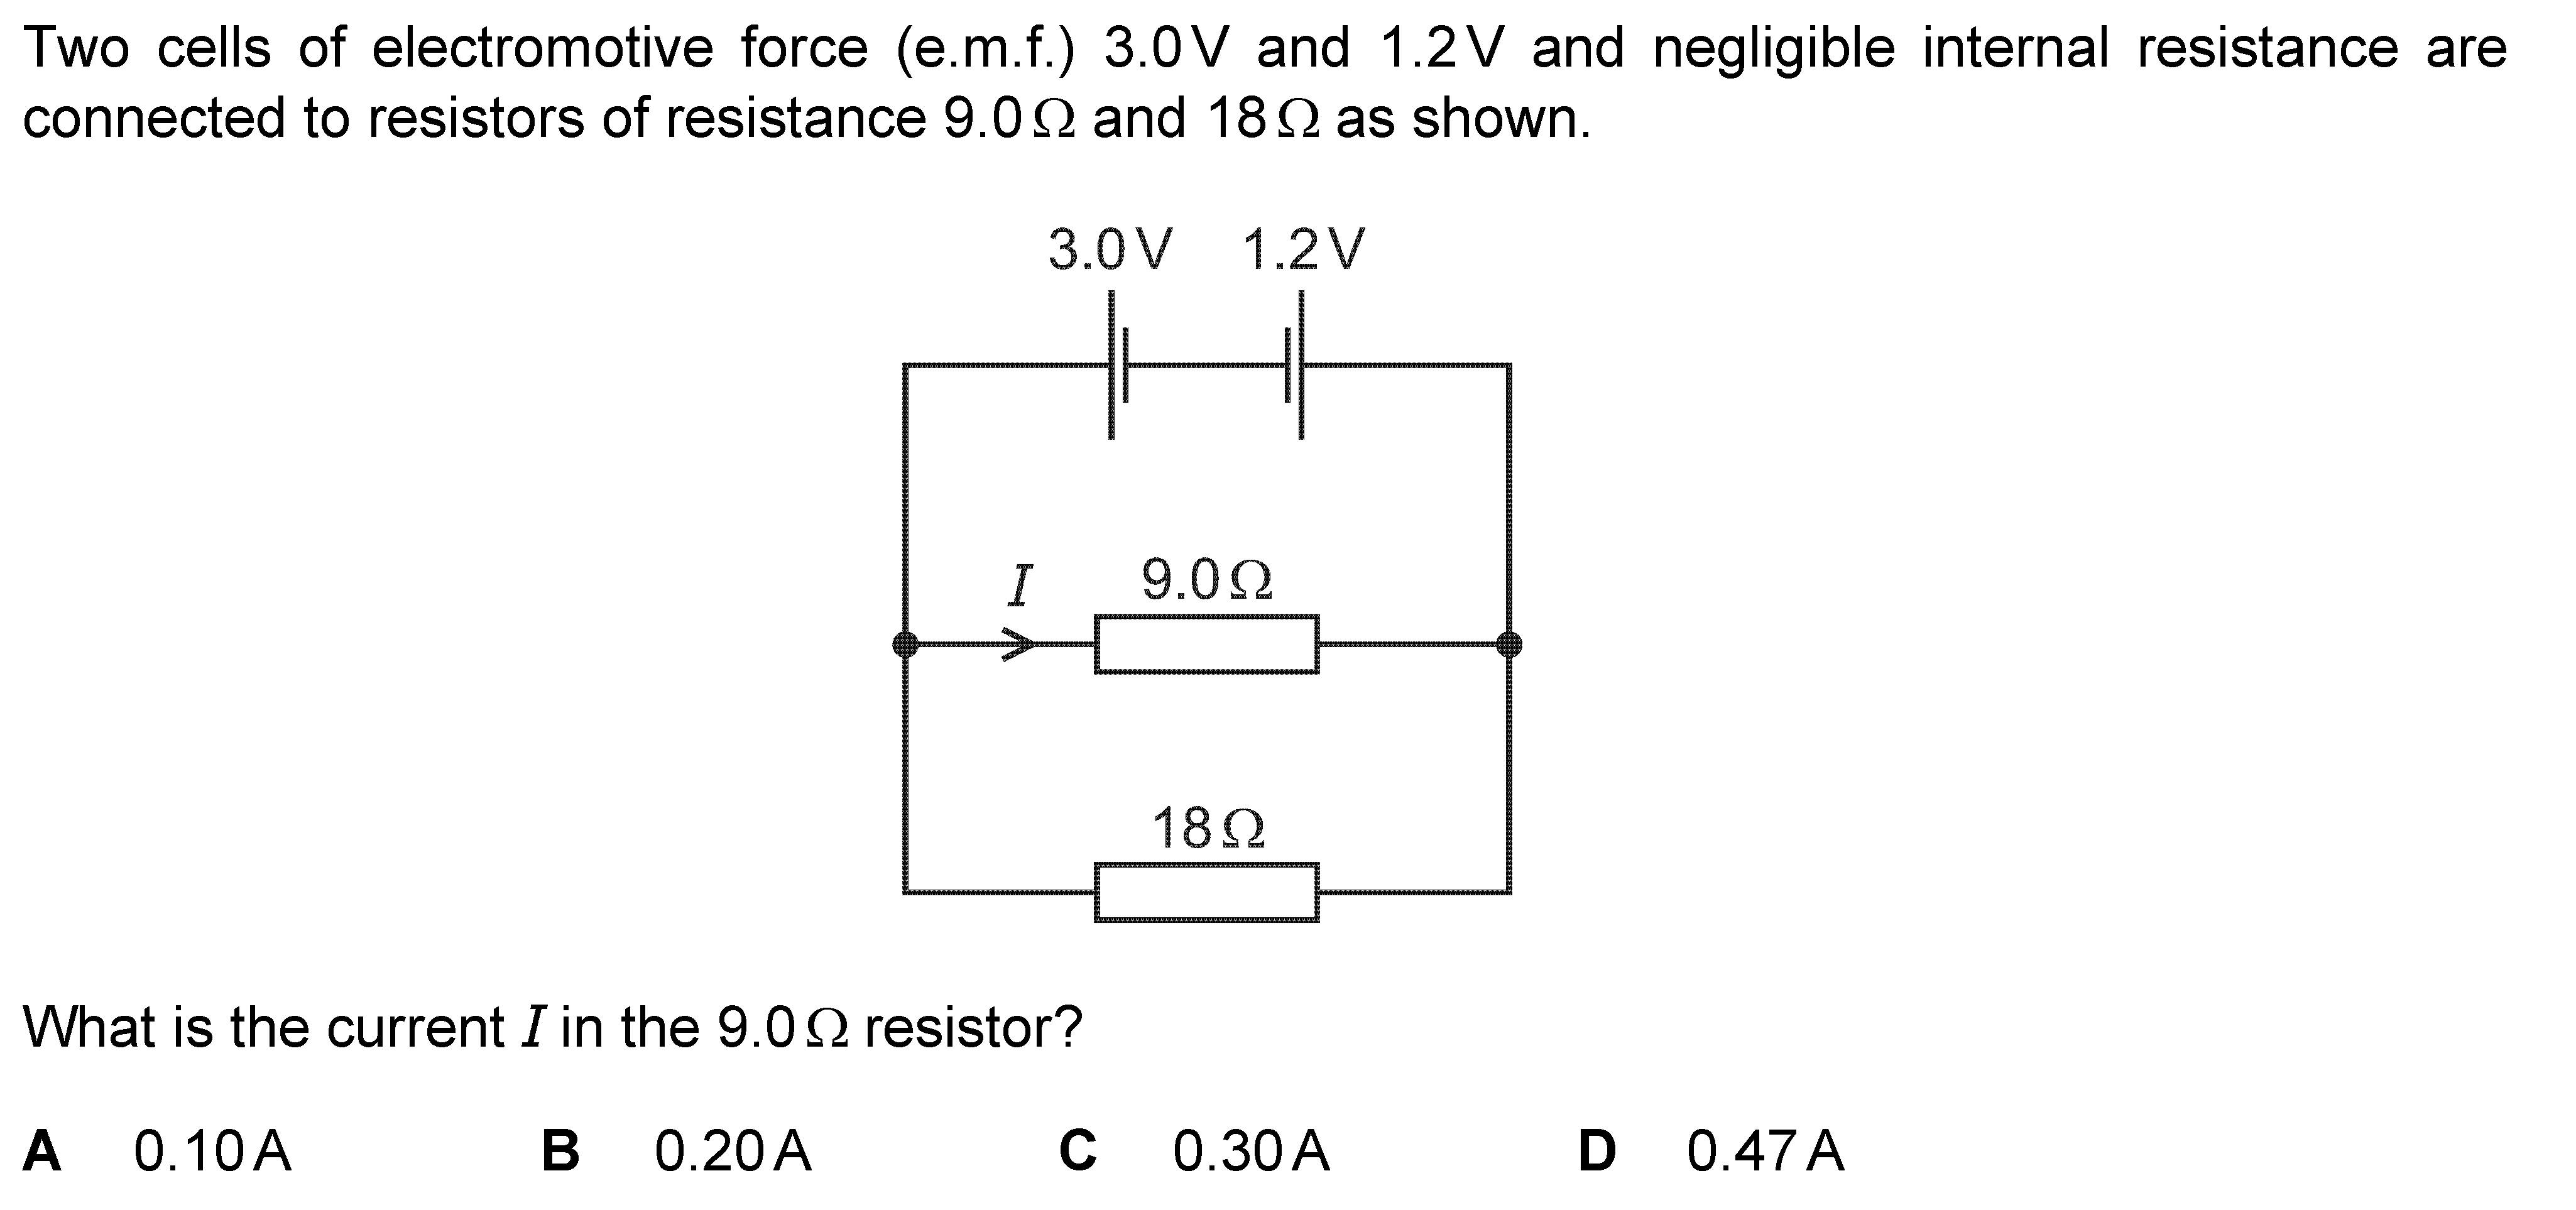 Two cells of electromotive force (e.m.f.) 3.0 V and 1.2 V and negligible internal resistance are
connected to resistors of resistance 9.0 Ω and 18 Ω as shown.
3.0 V 1.2 V
I 9.0 Ω
18 Ω
What is the current I in the 9.0 Ω resistor?
A 0.10 A B 0.20 A C 0.30 A D 0.47 A